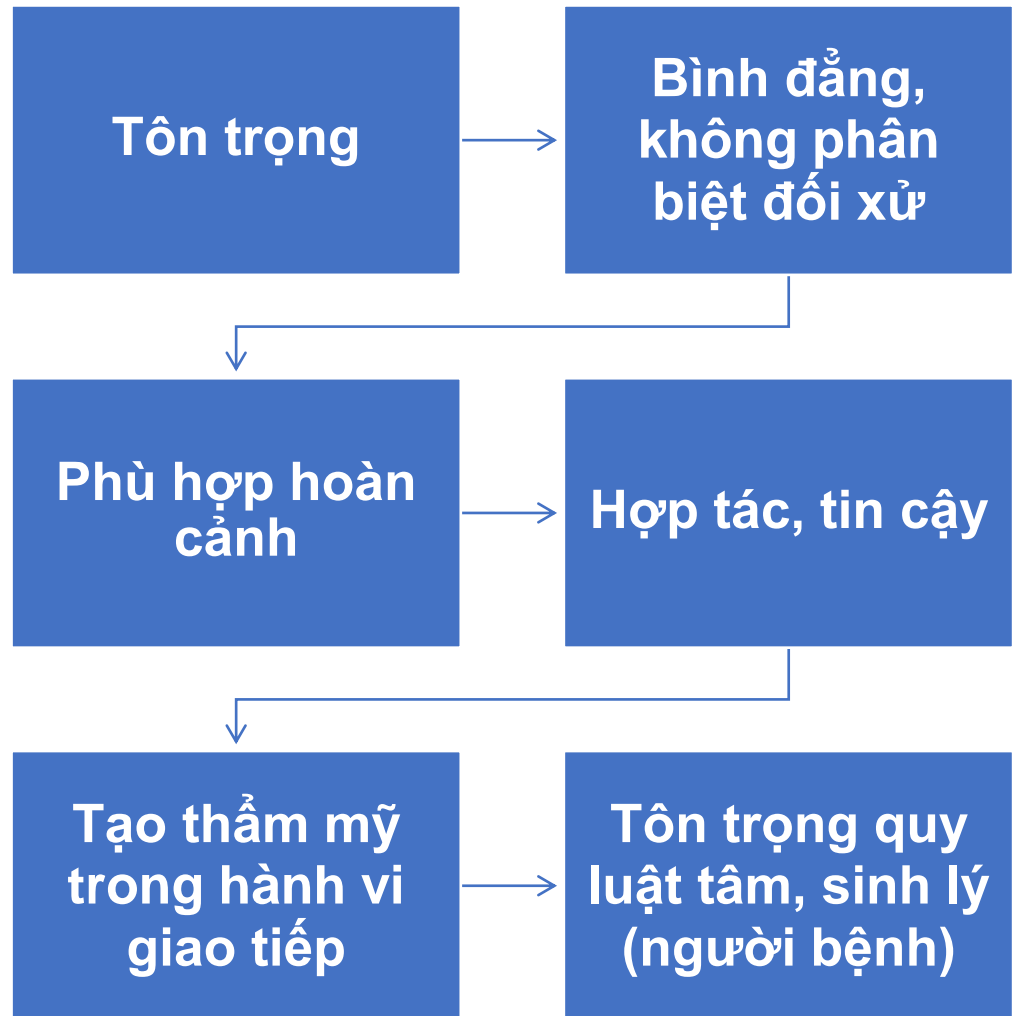 Tôn trọng
Bình đẳng,
không phân
biệt đối xử
Phù hợp hoàn
cảnh
Hợp tác, tin cậy
Tạo thẩm mỹ
trong hành vi
giao tiếp
Tôn trọng quy
luật tâm, sinh lý
(người bệnh)